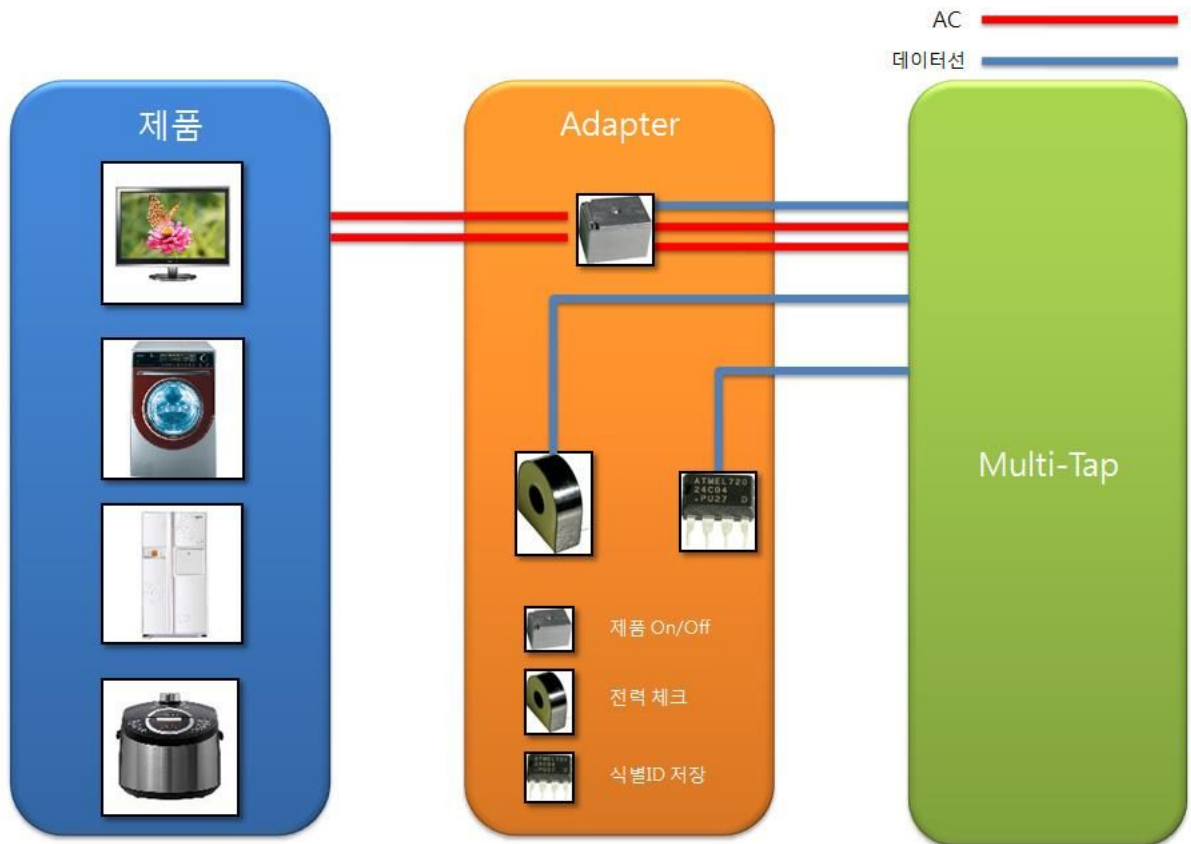 AC
데이터선
제품
Adapter
Multi-Tap
ATMEL720
24C04
.PU27 D
제품 On/Off
전력 체크
식별ID 저장